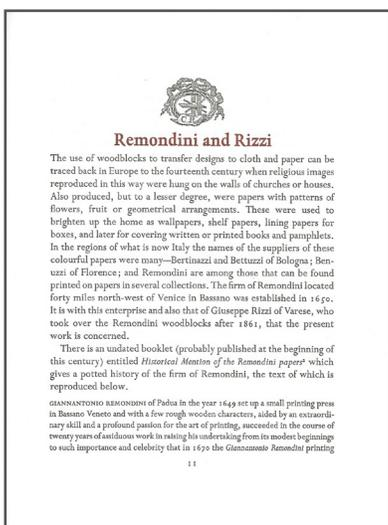 Remondini and Rizzi
The use of woodblocks to transfer designs to cloth and paper can be
traced back in Europe to the fourteenth century when religious images
reproduced in this way were hung on the walls of churches or houses.
Also produced, but to a lesser degree, were papers with patterns of
flowers, fruit or geometrical arrangements. These were used to
brighten up the home as wallpapers, shelf papers, lining papers for
boxes, and later for covering written or printed books and pamphlets.
In the regions of what is now Italy the names of the suppliers of these
colourful papers were many—Bertinazzi and Bettuzzi of Bologna; Ben-
uzzi of Florence; and Remondini are among those that can be found
printed on papers in several collections. The firm of Remondini located
forty miles north-west of Venice in Bassano was established in 1650.
It is with this enterprise and also that of Giuseppe Rizzi of Varese, who
took over the Remondini woodblocks after 1861, that the present
work is concerned.
There is an undated booklet (probably published at the beginning of
this century) entitled Historical Mention of the Remondini papers² which
gives a potted history of the firm of Remondini, the text of which is
reproduced below.
GIANNANTONIO REMONDINI of Padua in the year 1649 set up a small printing press
in Bassano Veneto and with a few rough wooden characters, aided by an extraordi-
nary skill and a profound passion for the art of printing, succeeded in the course of
twenty years of assiduous work in raising his undertaking from its modest beginnings
to such importance and celebrity that in 1670 the Giannantonio Remondini printing
11